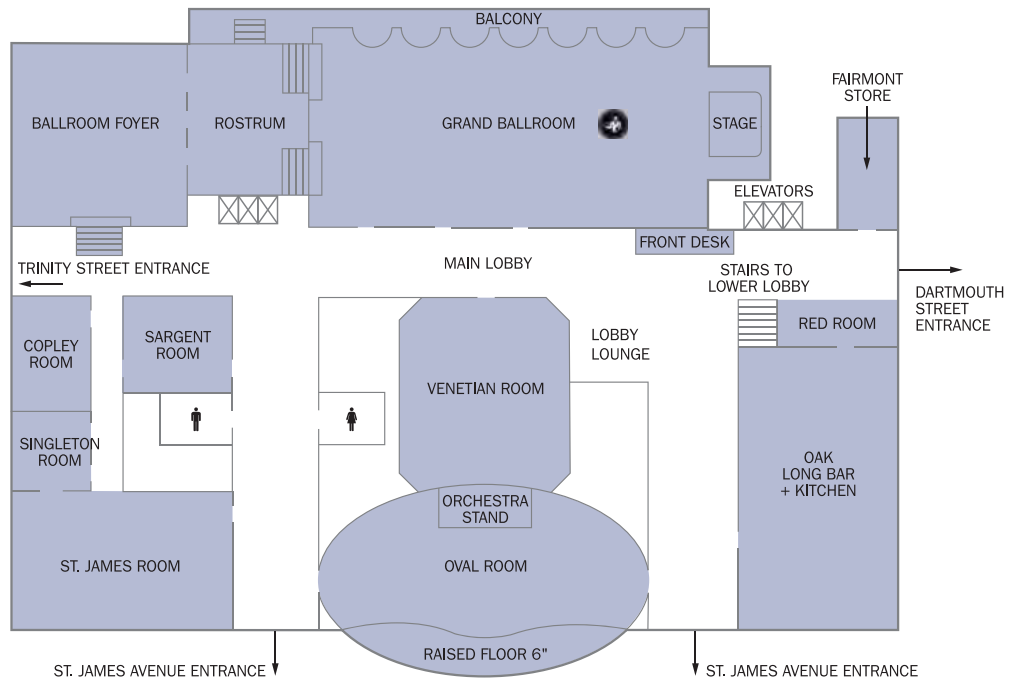 BALCONY
FAIRMONT
STORE
BALLROOM FOYER
ROSTRUM
GRAND BALLROOM
STAGE
ELEVATORS
FRONT DESK
TRINITY STREET ENTRANCE
MAIN LOBBY
STAIRS TO
LOWER LOBBY
DARTMOUTH
STREET
ENTRANCE
COPLEY
ROOM
SARGENT
ROOM
LOBBY
LOUNGE
RED ROOM
VENETIAN ROOM
SINGLETON
ROOM
OAK
LONG BAR
+ KITCHEN
ORCHESTRA
STAND
ST. JAMES ROOM
OVAL ROOM
RAISED FLOOR 6"
ST. JAMES AVENUE ENTRANCE
ST. JAMES AVENUE ENTRANCE